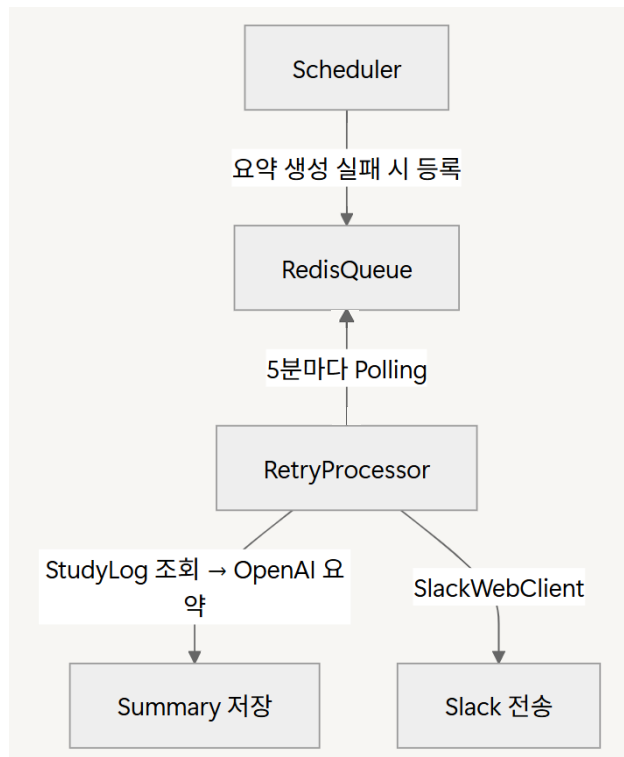 Scheduler
요약 생성 실패 시 등록
RedisQueue
5분마다 Polling
RetryProcessor
StudyLog 조회 → OpenAI 요
약
SlackWebClient
Summary 저장
Slack 전송